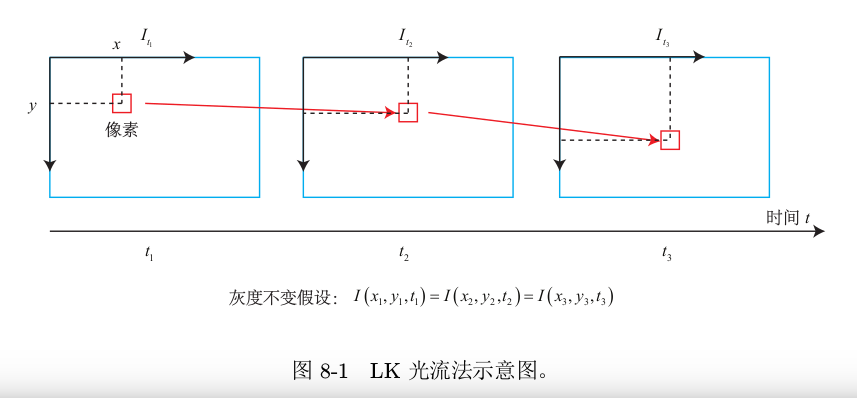 x I_{t_1} I_{t_2} I_{t_3}
y
像素
时间 t
t_1 t_2 t_3
灰度不变假设： I(x_1,y_1,t_1)=I(x_2,y_2,t_2)=I(x_3,y_3,t_3)
图 8-1 LK 光流法示意图。